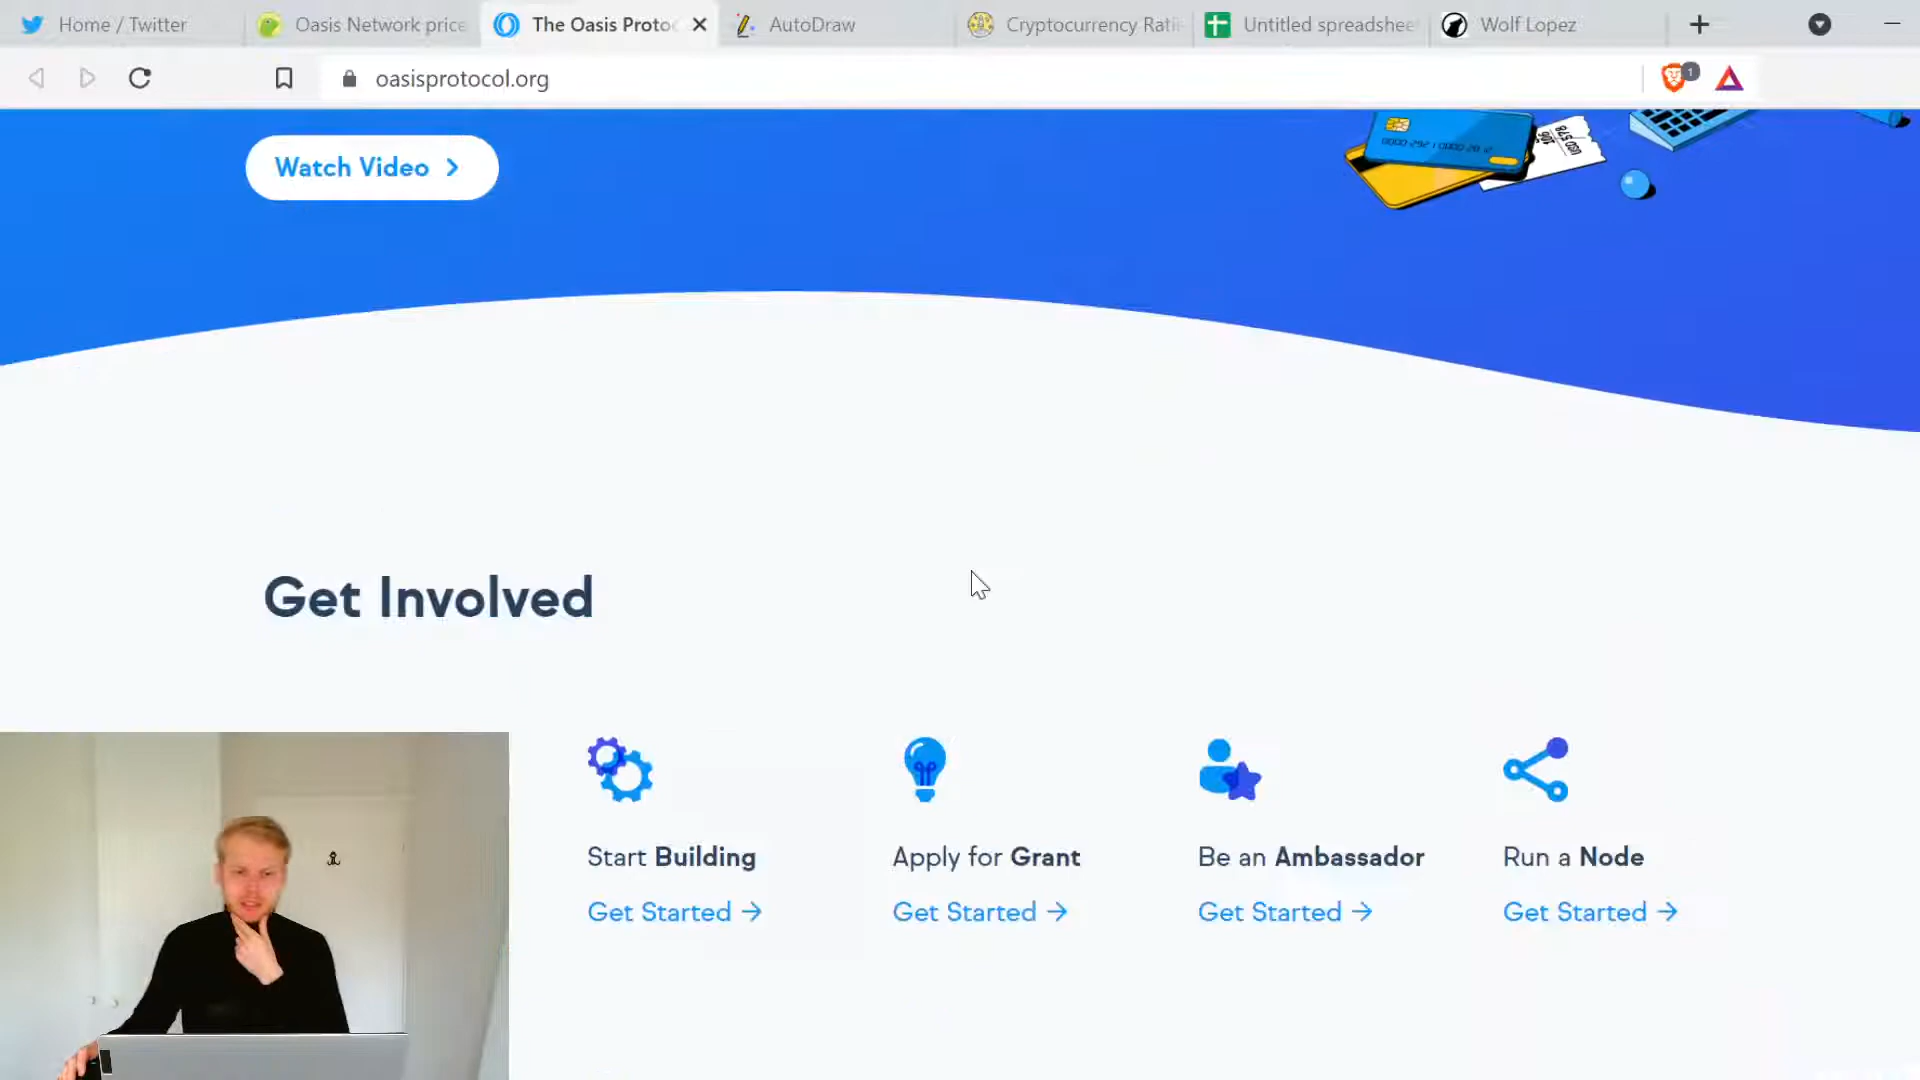 Home / Twitter
Oasis Network price
The Oasis Proto
AutoDraw
Cryptocurrency Rati
Untitled spreadshee
Wolf Lopez
oasisprotocol.org
1
Watch Video
Get Involved
Start Building
Apply for Grant
Be an Ambassador
Run a Node
Get Started →
Get Started →
Get Started →
Get Started →